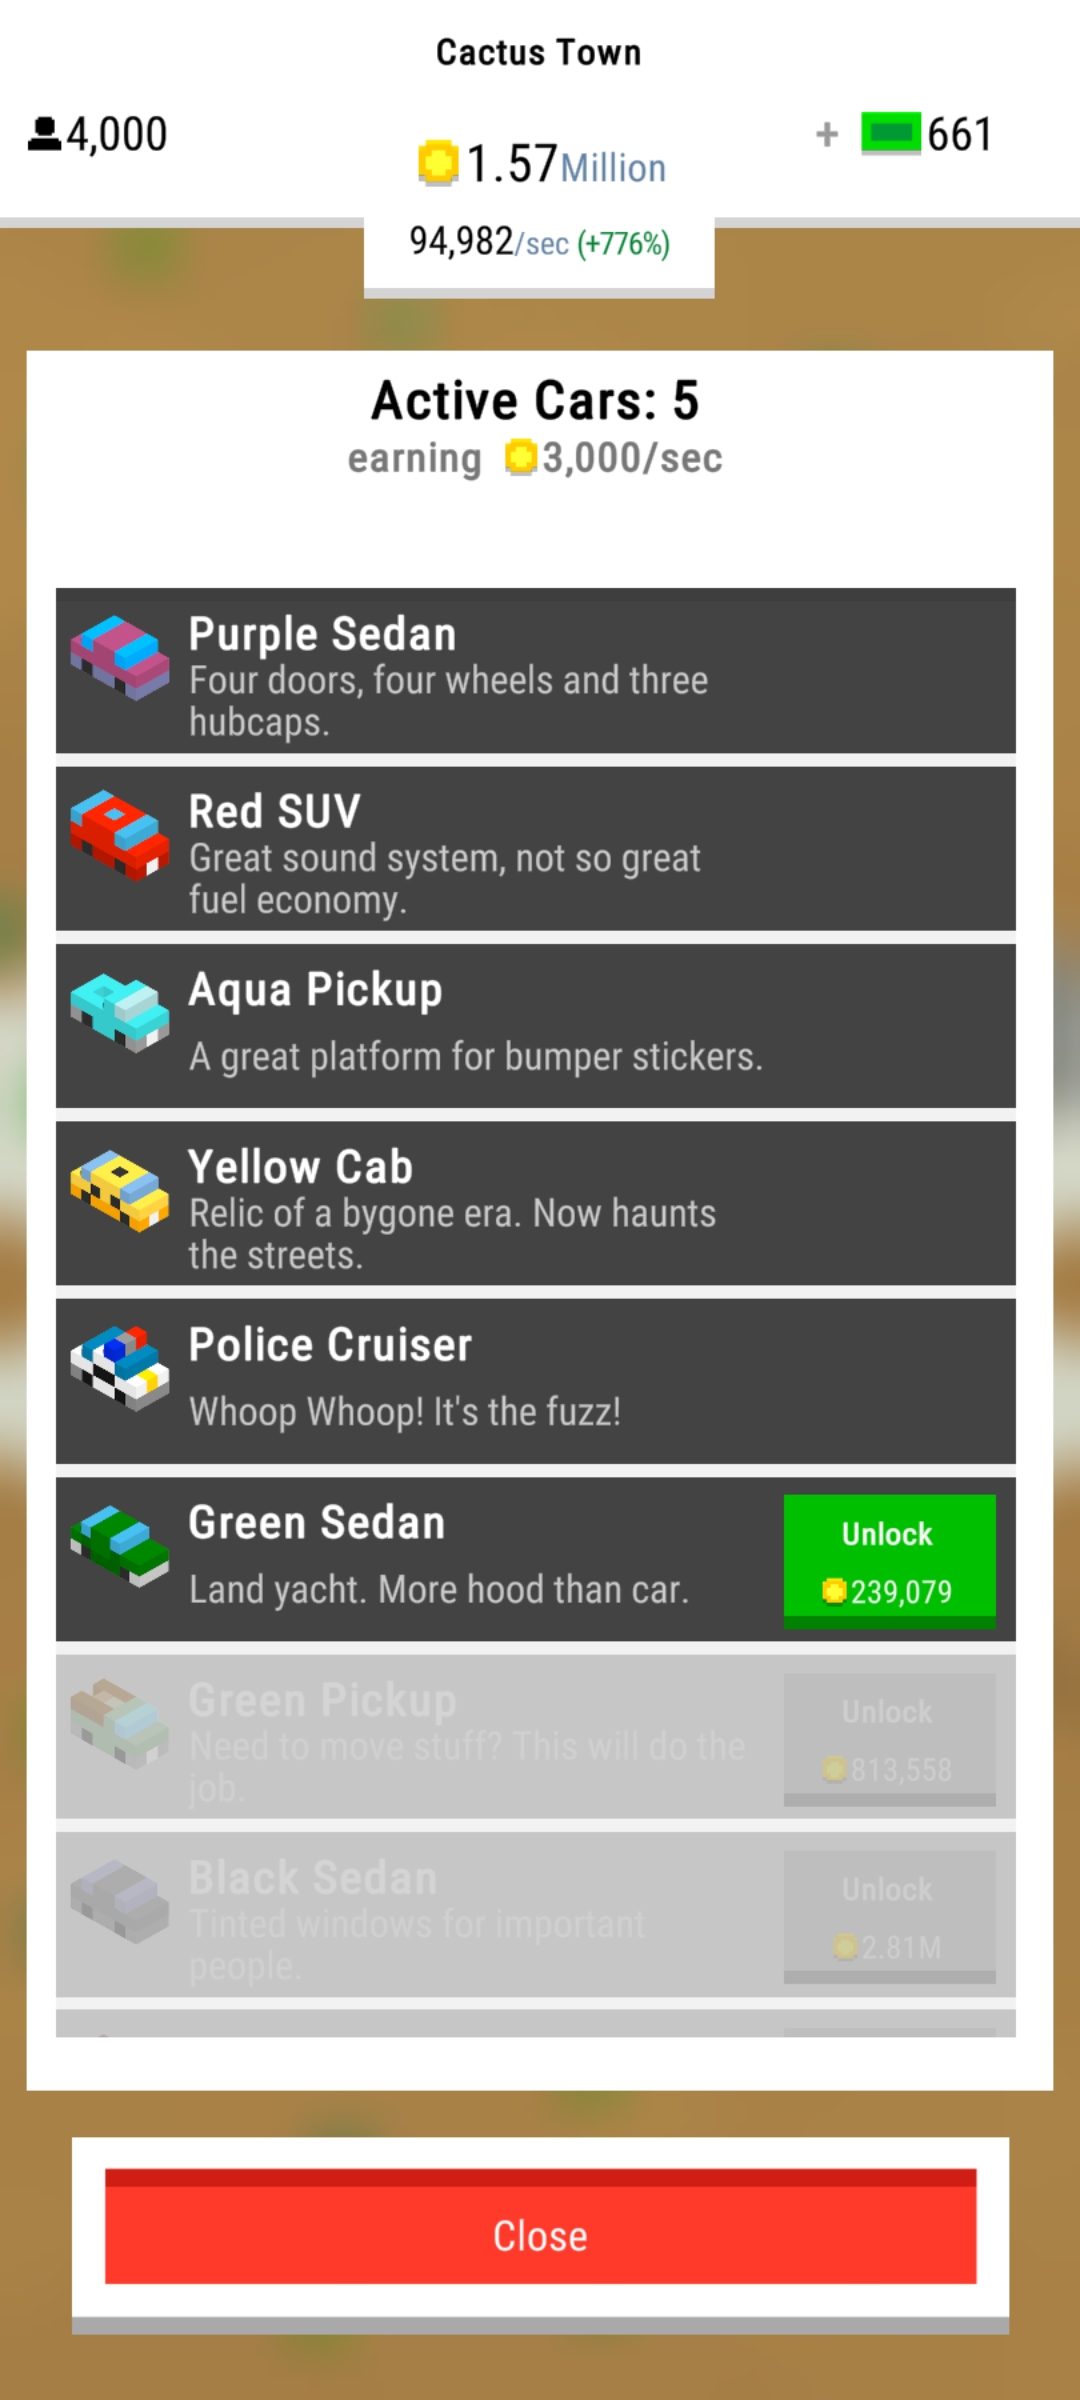 Cactus Town
4,000
1.57Million
+ 661
94,982/sec (+776%)
Active Cars: 5
earning 3,000/sec
Purple Sedan
Four doors, four wheels and three
hubcaps.
Red SUV
Great sound system, not so great
fuel economy.
Aqua Pickup
A great platform for bumper stickers.
Yellow Cab
Relic of a bygone era. Now haunts
the streets.
Police Cruiser
Whoop Whoop! It's the fuzz!
Green Sedan
Land yacht. More hood than car.
Unlock
239,079
Green Pickup
Need to move stuff? This will do the
job.
Unlock
813,558
Black Sedan
Tinted windows for important
people.
Unlock
2.81M
Close